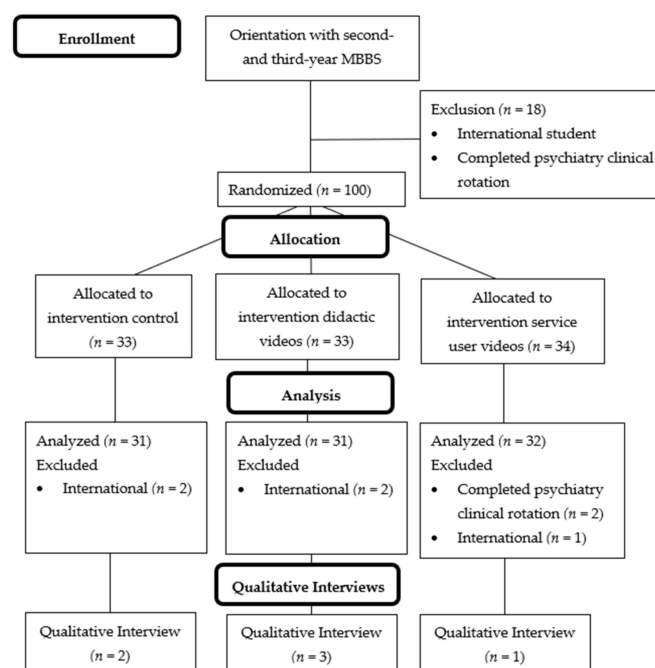 Enrollment
Orientation with second-
and third-year MBBS
Exclusion (n = 18)
• International student
• Completed psychiatry clinical
rotation
Randomized (n = 100)
Allocation
Allocated to
intervention control
(n = 33)
Allocated to
intervention didactic
videos (n = 33)
Allocated to
intervention service
user videos (n = 34)
Analysis
Analyzed (n = 31)
Excluded
• International (n = 2)
Analyzed (n = 31)
Excluded
• International (n = 2)
Analyzed (n = 32)
Excluded
• Completed psychiatry
clinical rotation (n = 2)
• International (n = 1)
Qualitative Interviews
Qualitative Interview
(n = 2)
Qualitative Interview
(n = 3)
Qualitative Interview
(n = 1)